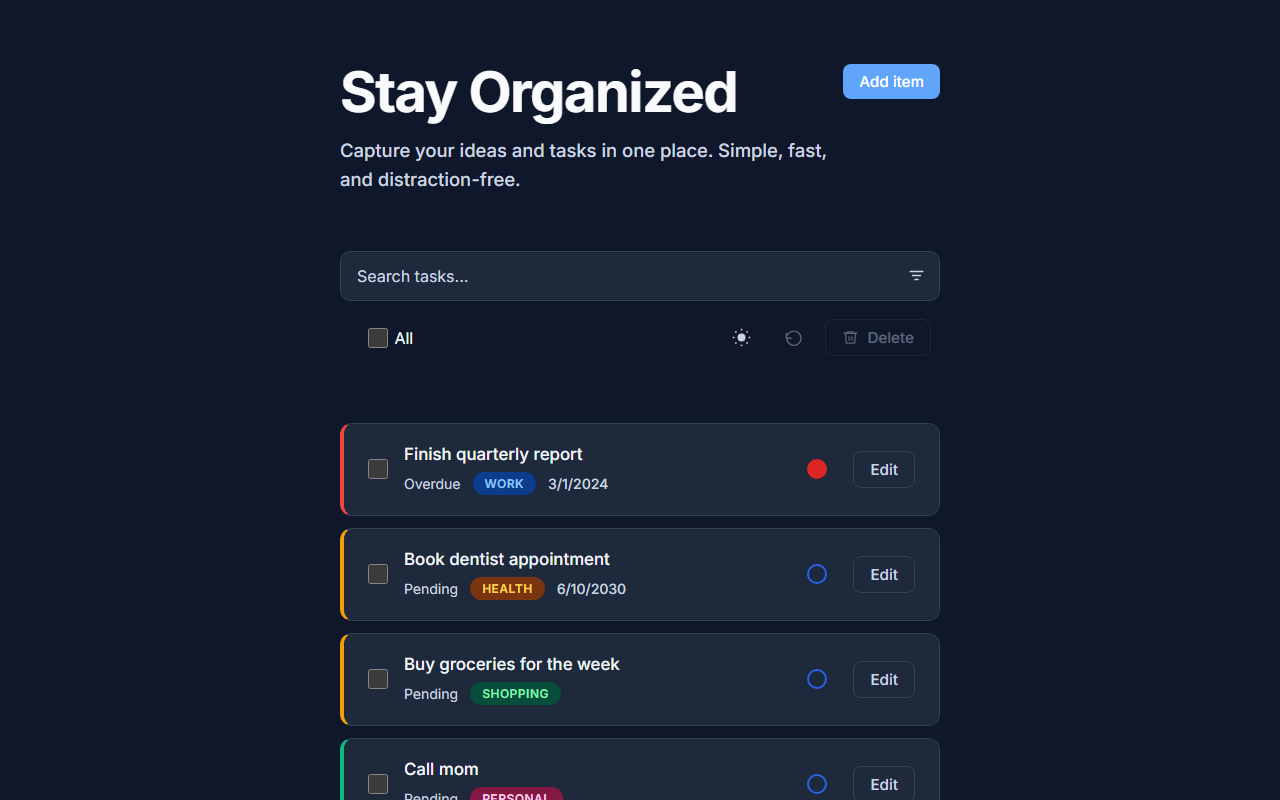 Stay Organized
Add item
Capture your ideas and tasks in one place. Simple, fast,
and distraction-free.
Search tasks...
All
Delete
Finish quarterly report
Overdue WORK 3/1/2024
Edit
Book dentist appointment
Pending HEALTH 6/10/2030
Edit
Buy groceries for the week
Pending SHOPPING
Edit
Call mom
Pending PERSONAL
Edit